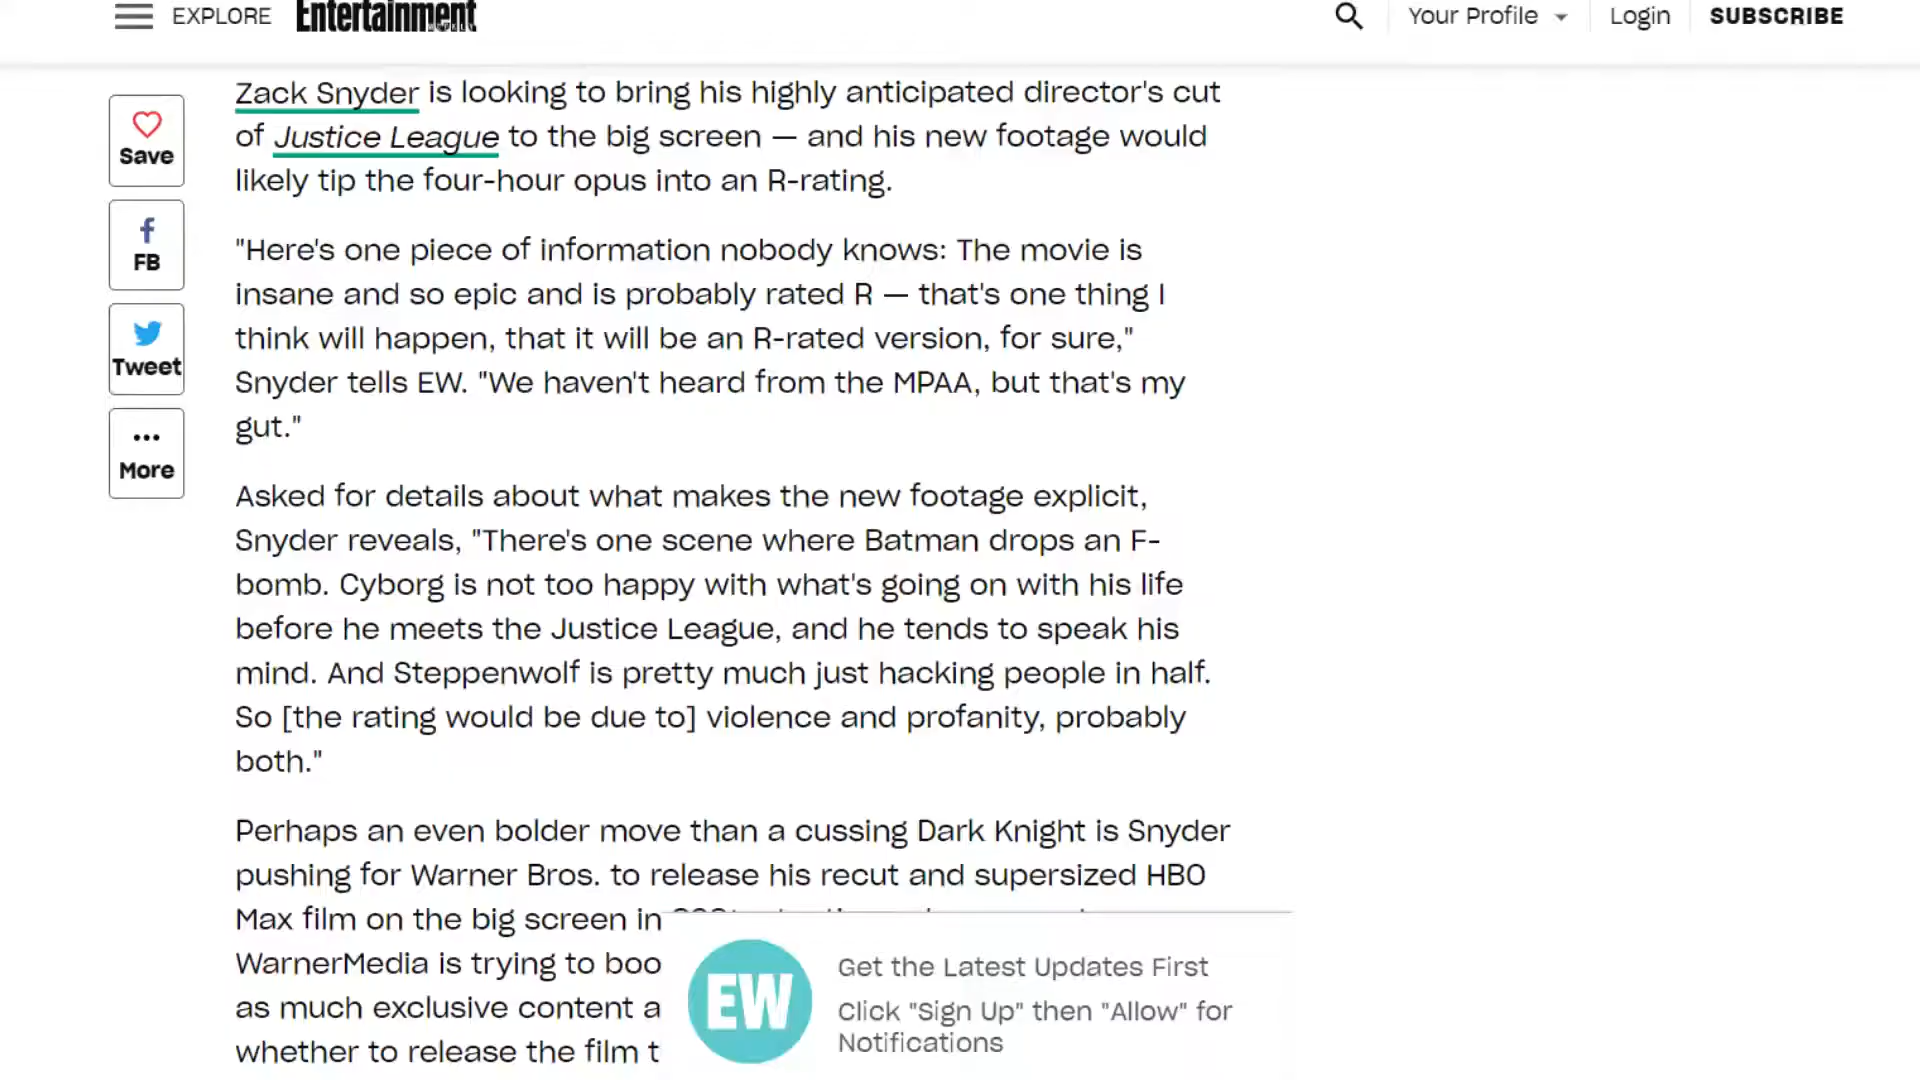 EXPLORE
Entertainment
WEEKLY
Your Profile
Login
SUBSCRIBE
Save
FB
Tweet
More
Zack Snyder is looking to bring his highly anticipated director's cut
of Justice League to the big screen — and his new footage would
likely tip the four-hour opus into an R-rating.
"Here's one piece of information nobody knows: The movie is
insane and so epic and is probably rated R — that's one thing I
think will happen, that it will be an R-rated version, for sure,"
Snyder tells EW. "We haven't heard from the MPAA, but that's my
gut."
Asked for details about what makes the new footage explicit,
Snyder reveals, "There's one scene where Batman drops an F-
bomb. Cyborg is not too happy with what's going on with his life
before he meets the Justice League, and he tends to speak his
mind. And Steppenwolf is pretty much just hacking people in half.
So [the rating would be due to] violence and profanity, probably
both."
Perhaps an even bolder move than a cussing Dark Knight is Snyder
pushing for Warner Bros. to release his recut and supersized HBO
Max film on the big screen in
WarnerMedia is trying to boo
as much exclusive content a
whether to release the film t
EW
Get the Latest Updates First
Click "Sign Up" then "Allow" for
Notifications